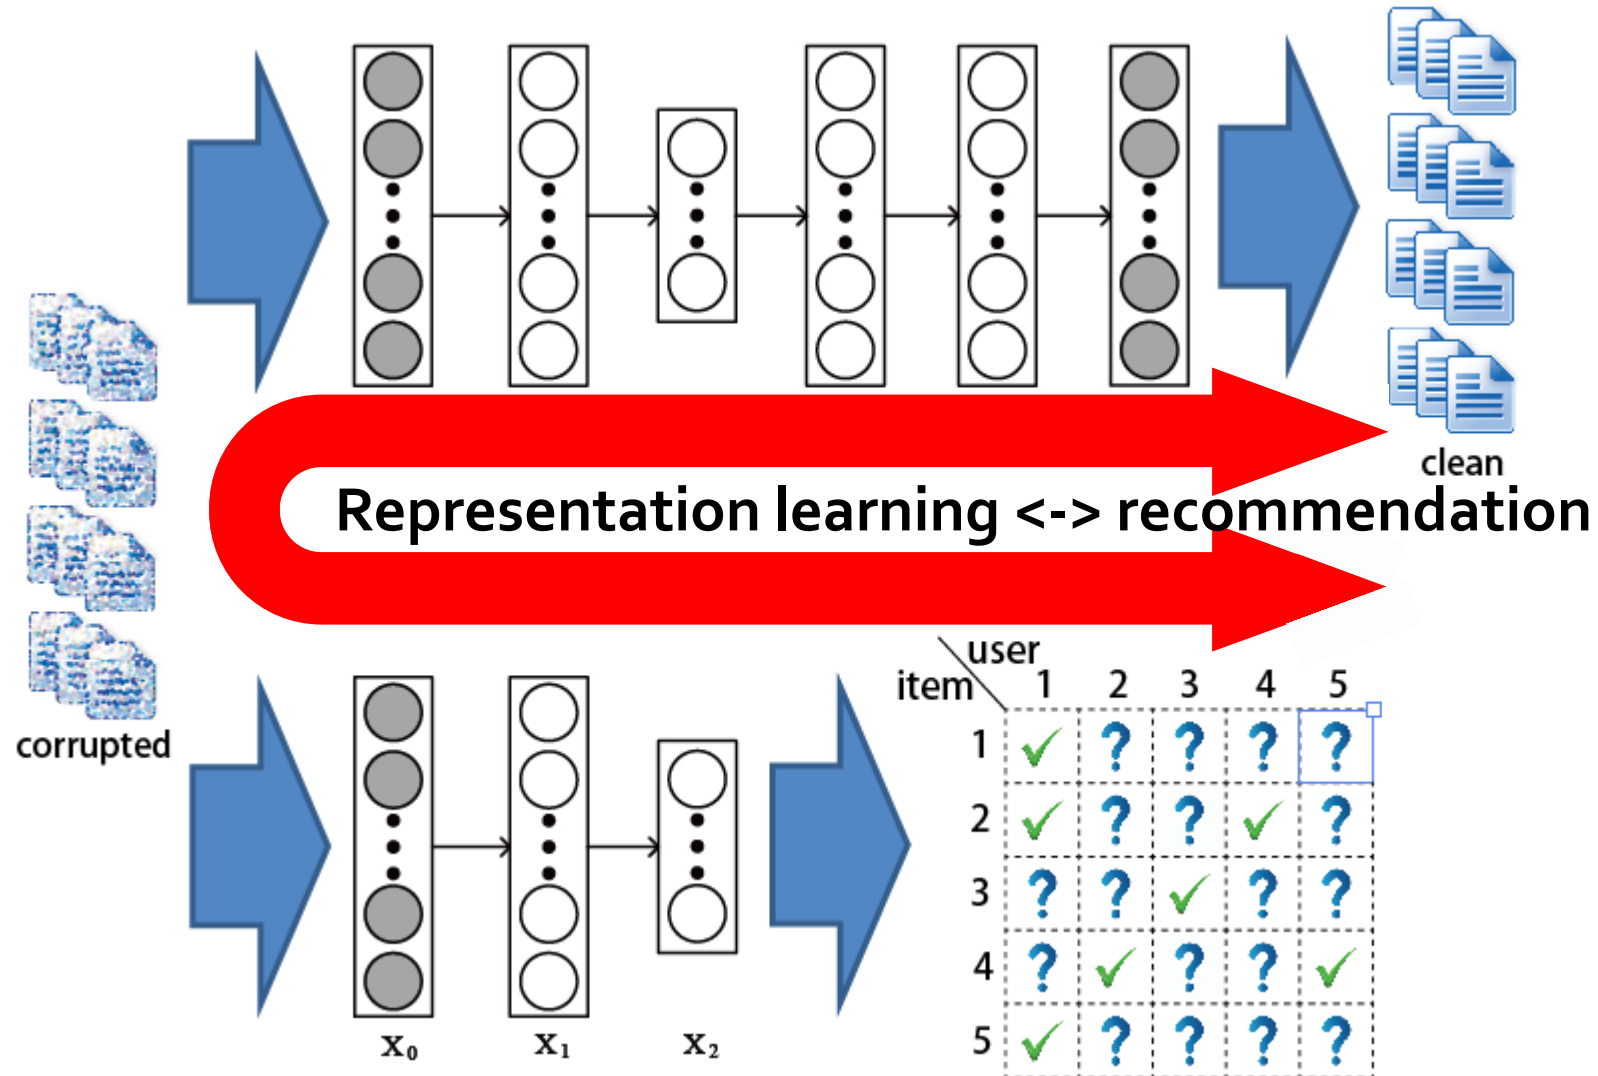 clean
Representation learning <-> recommendation
corrupted
user
item 1 2 3 4 5
1 ✓ ? ? ? ?
2 ✓ ? ? ✓ ?
3 ? ? ✓ ? ?
4 ? ✓ ? ? ✓
5 ✓ ? ? ? ?
X₀ X₁ X₂